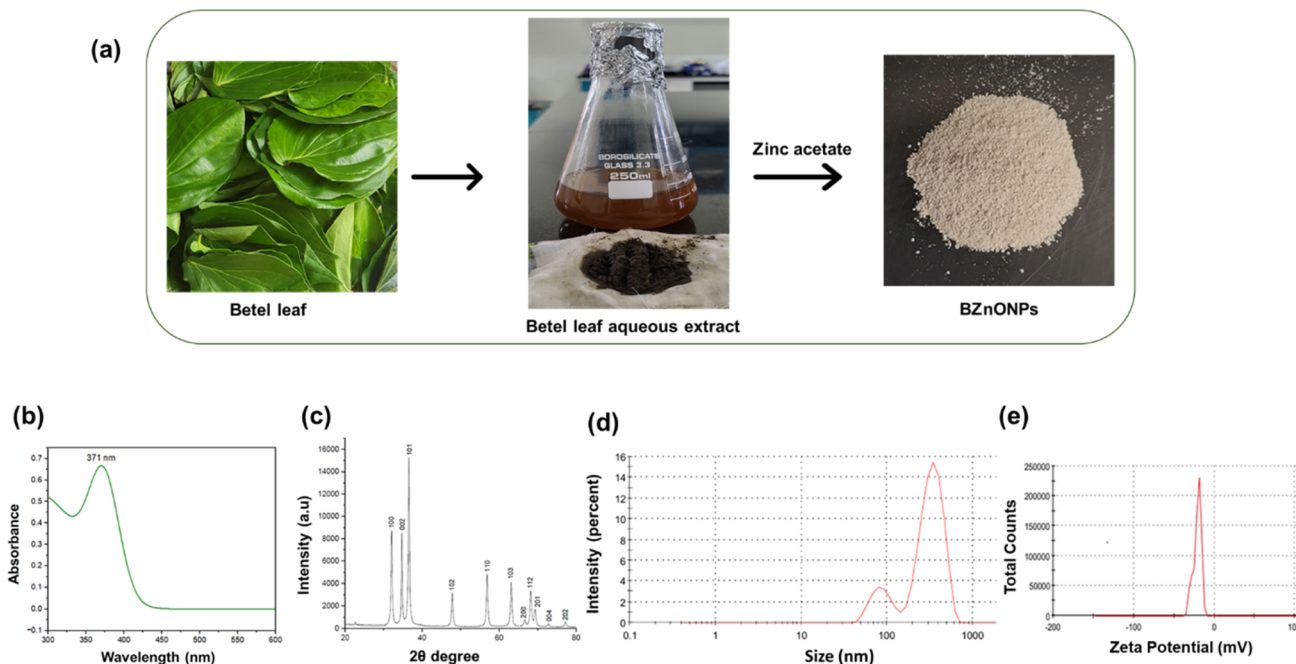 (a)
BOROSILICATE
GLASS 3.3
250ml
Zinc acetate
Betel leaf
Betel leaf aqueous extract
BZnONPs
(b)
371 nm
0.7
0.6
0.5
0.4
0.3
0.2
0.1
0.0
−0.1
300 350 400 450 500 550 600
Absorbance
Wavelength (nm)
(c)
16000
14000
12000
10000
8000
6000
4000
2000
0
20 40 60 80
100
002
101
102
110
103
200
112
201
004
202
Intensity (a.u)
2θ degree
(d)
16
14
12
10
8
6
4
2
0
0.1 1 10 100 1000
Intensity (percent)
Size (nm)
(e)
250000
200000
150000
100000
50000
0
-200 -100 0 100
Total Counts
Zeta Potential (mV)